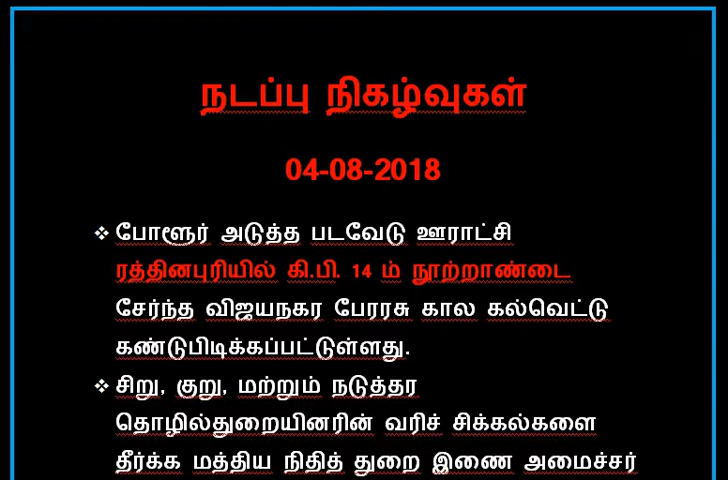 நடப்பு நிகழ்வுகள்
04-08-2018
❖ போளூர் அடுத்த படவேடு ஊராட்சி
ரத்தினபுரியில் கி.பி. 14 ம் நூற்றாண்டை
சேர்ந்த விஜயநகர பேரரசு கால கல்வெட்டு
கண்டுபிடிக்கப்பட்டுள்ளது.
❖ சிறு, குறு, மற்றும் நடுத்தர
தொழில்துறையினரின் வரிச் சிக்கல்களை
தீர்க்க மத்திய நிதித் துறை இணை அமைச்சர்